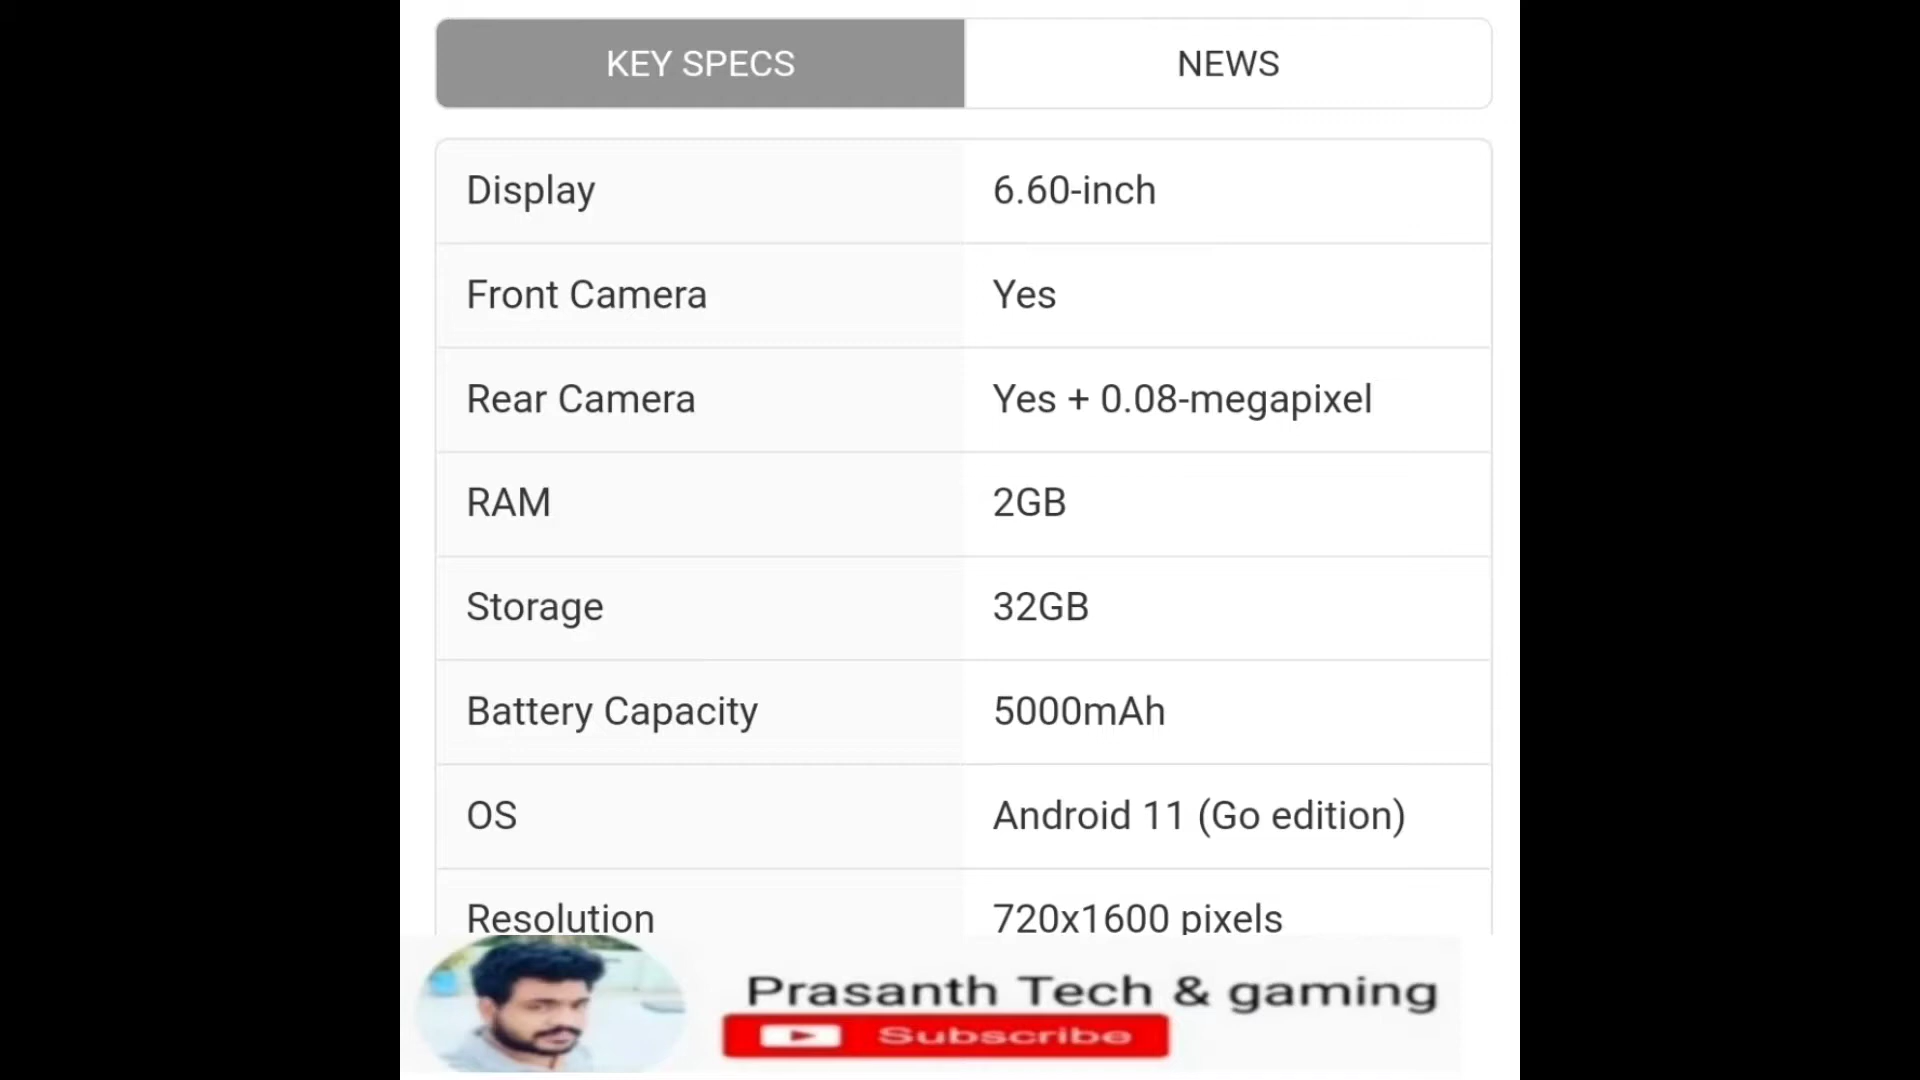 KEY SPECS NEWS
Display 6.60-inch
Front Camera Yes
Rear Camera Yes + 0.08-megapixel
RAM 2GB
Storage 32GB
Battery Capacity 5000mAh
OS Android 11 (Go edition)
Resolution 720x1600 pixels
Prasanth Tech & gaming
Subscribe